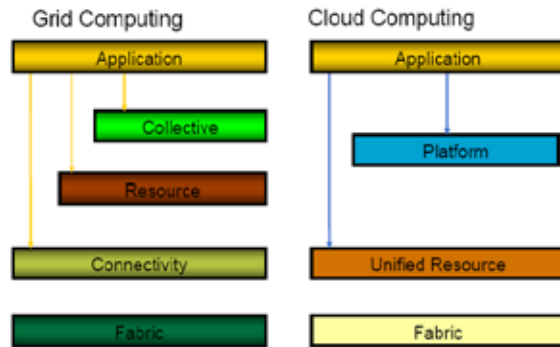 Grid Computing
Application
Collective
Resource
Connectivity
Fabric
Cloud Computing
Application
Platform
Unified Resource
Fabric